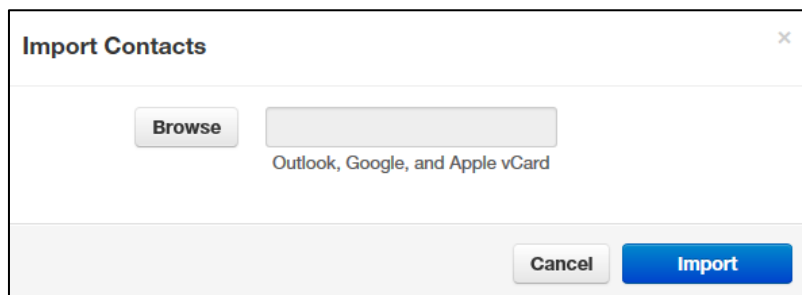 Import Contacts
×
Browse
Outlook, Google, and Apple vCard
Cancel
Import